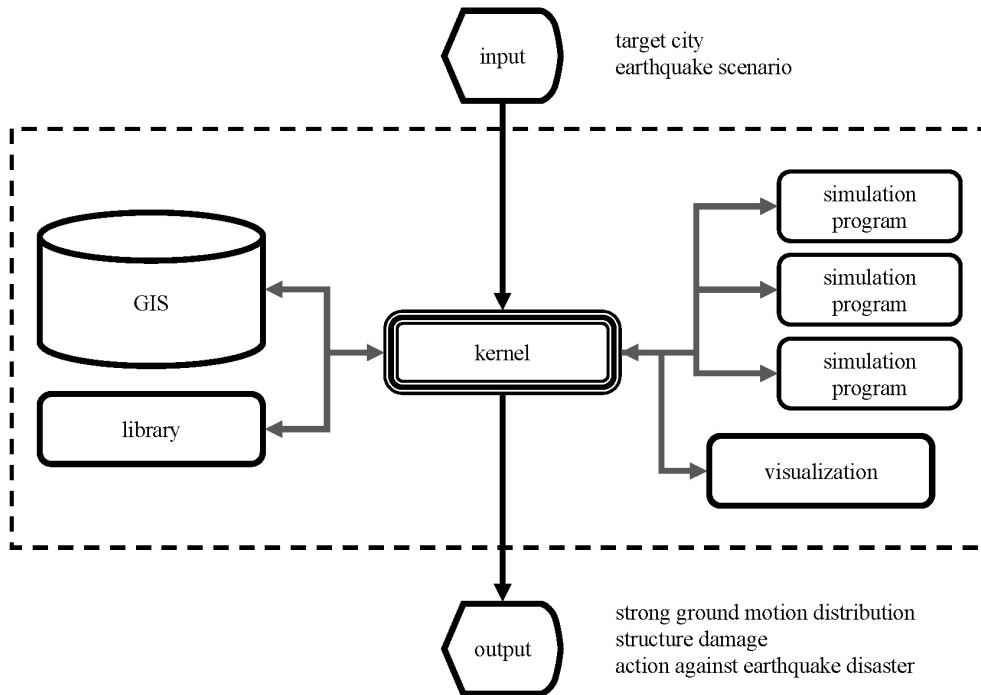 input
target city
earthquake scenario
simulation
program
GIS
simulation
program
kernel
simulation
program
library
visualization
output
strong ground motion distribution
structure damage
action against earthquake disaster